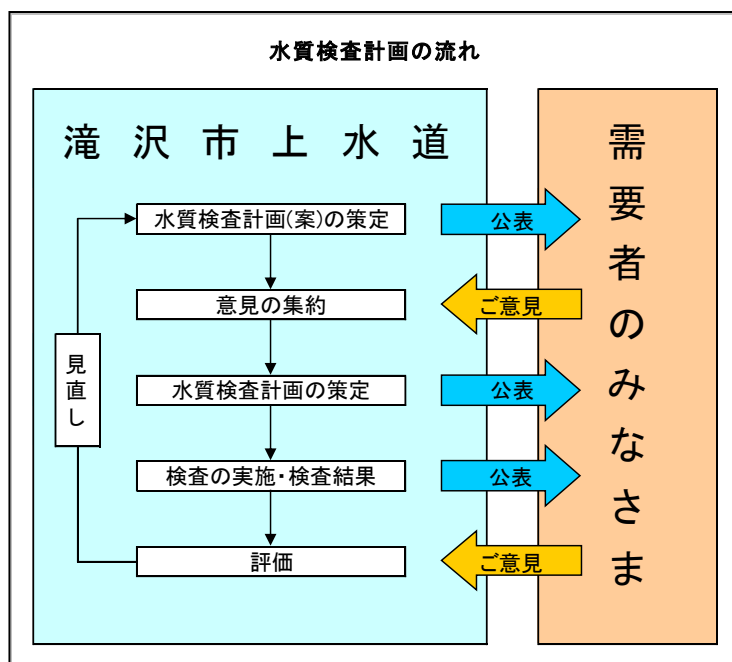 水質検査計画の流れ
滝沢市上水道
需要者のみなさま
水質検査計画(案)の策定
公表
意見の集約
ご意見
見直し
水質検査計画の策定
公表
検査の実施・検査結果
公表
評価
ご意見